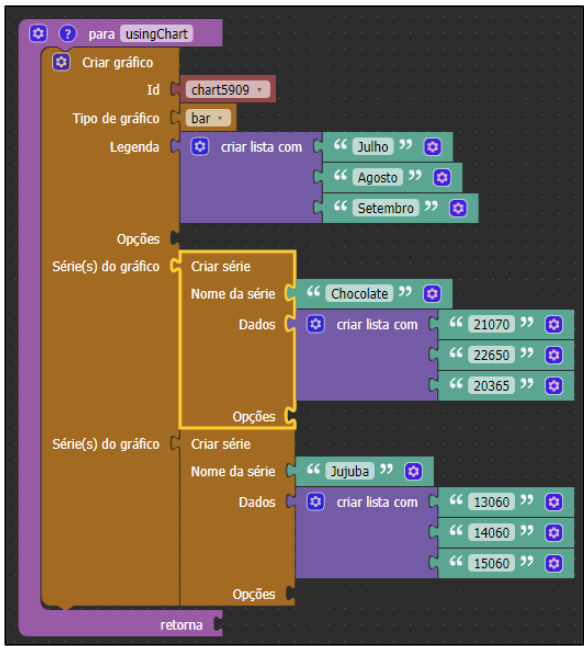 ? para usingChart
Criar gráfico
Id chart5909
Tipo de gráfico bar
Legenda criar lista com “ Julho ”
“ Agosto ”
“ Setembro ”
Opções
Série(s) do gráfico Criar série
Nome da série “ Chocolate ”
Dados criar lista com “ 21070 ”
“ 22650 ”
“ 20365 ”
Opções
Série(s) do gráfico Criar série
Nome da série “ Jujuba ”
Dados criar lista com “ 13060 ”
“ 14060 ”
“ 15060 ”
Opções
retorna